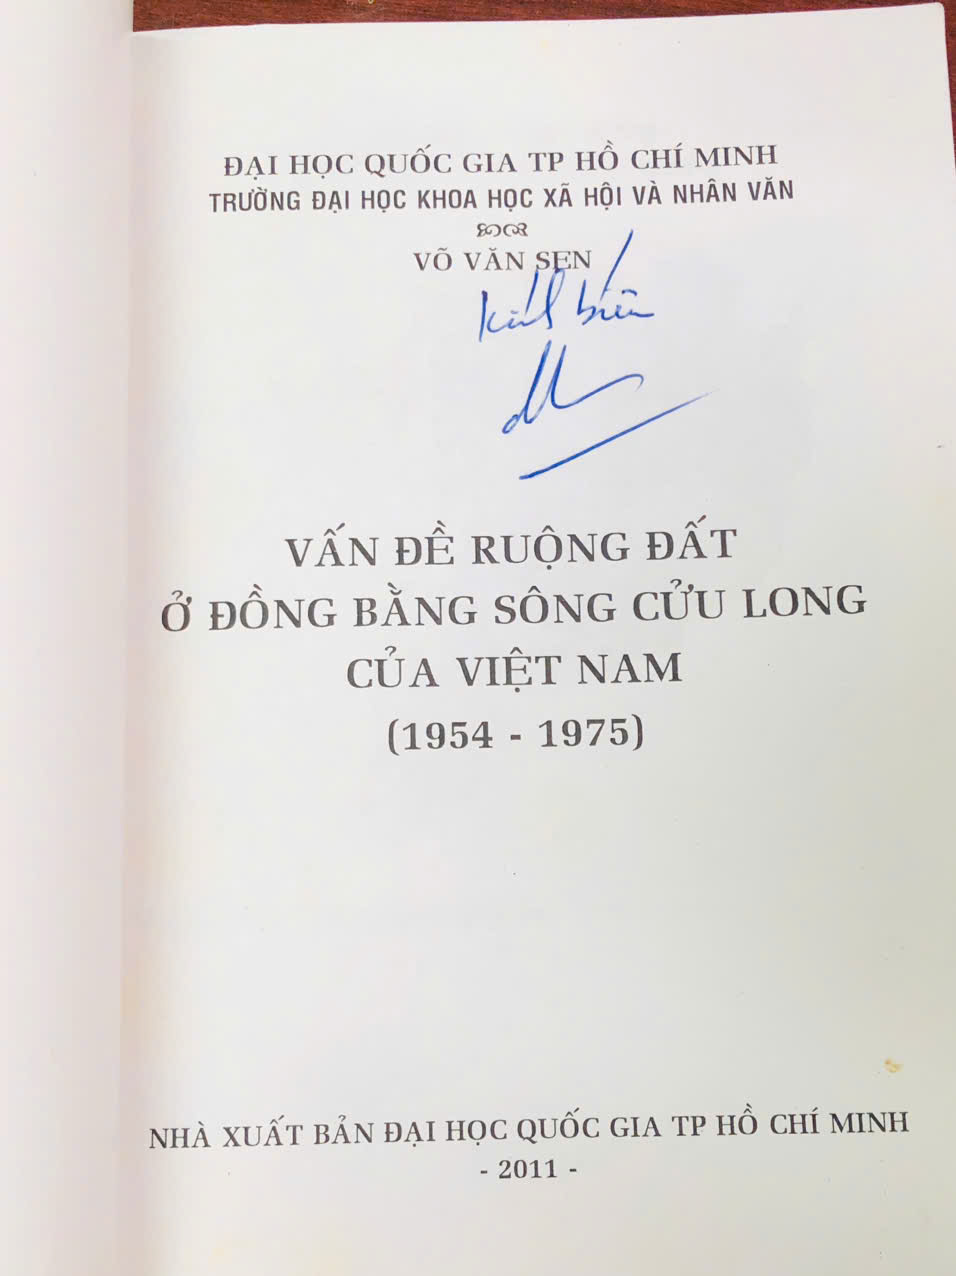 ĐẠI HỌC QUỐC GIA TP HỒ CHÍ MINH
TRƯỜNG ĐẠI HỌC KHOA HỌC XÃ HỘI VÀ NHÂN VĂN
VÕ VĂN SEN
Kính biếu
VẤN ĐỀ RUỘNG ĐẤT
Ở ĐỒNG BẰNG SÔNG CỬU LONG
CỦA VIỆT NAM
(1954 - 1975)
NHÀ XUẤT BẢN ĐẠI HỌC QUỐC GIA TP HỒ CHÍ MINH
- 2011 -